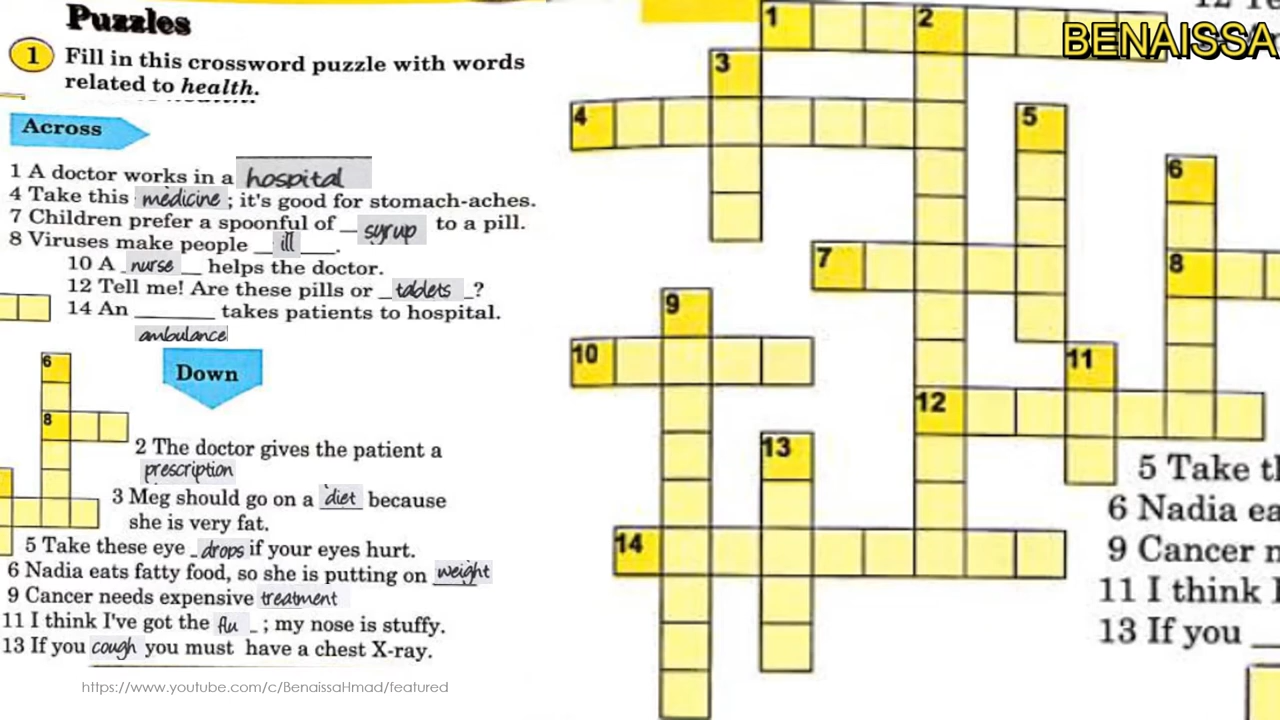 Puzzles
1 Fill in this crossword puzzle with words
related to health.
Across
1 A doctor works in a hospital
4 Take this medicine ; it's good for stomach-aches.
7 Children prefer a spoonful of _ syrup to a pill.
8 Viruses make people _ ill ___.
10 A _ nurse __ helps the doctor.
12 Tell me! Are these pills or _ tablets _?
14 An ________ takes patients to hospital.
ambulance
6
8
Down
2 The doctor gives the patient a
prescription
3 Meg should go on a diet because
she is very fat.
5 Take these eye _ drops if your eyes hurt.
6 Nadia eats fatty food, so she is putting on weight
9 Cancer needs expensive treatment
11 I think I've got the flu _ ; my nose is stuffy.
13 If you cough you must have a chest X-ray.
https://www.youtube.com/c/BenaissaHmad/featured
1
2
BENAISSA
3
4
5
6
7
8
9
10
11
12
13
14
5 Take th
6 Nadia ea
9 Cancer n
11 I think I
13 If you __